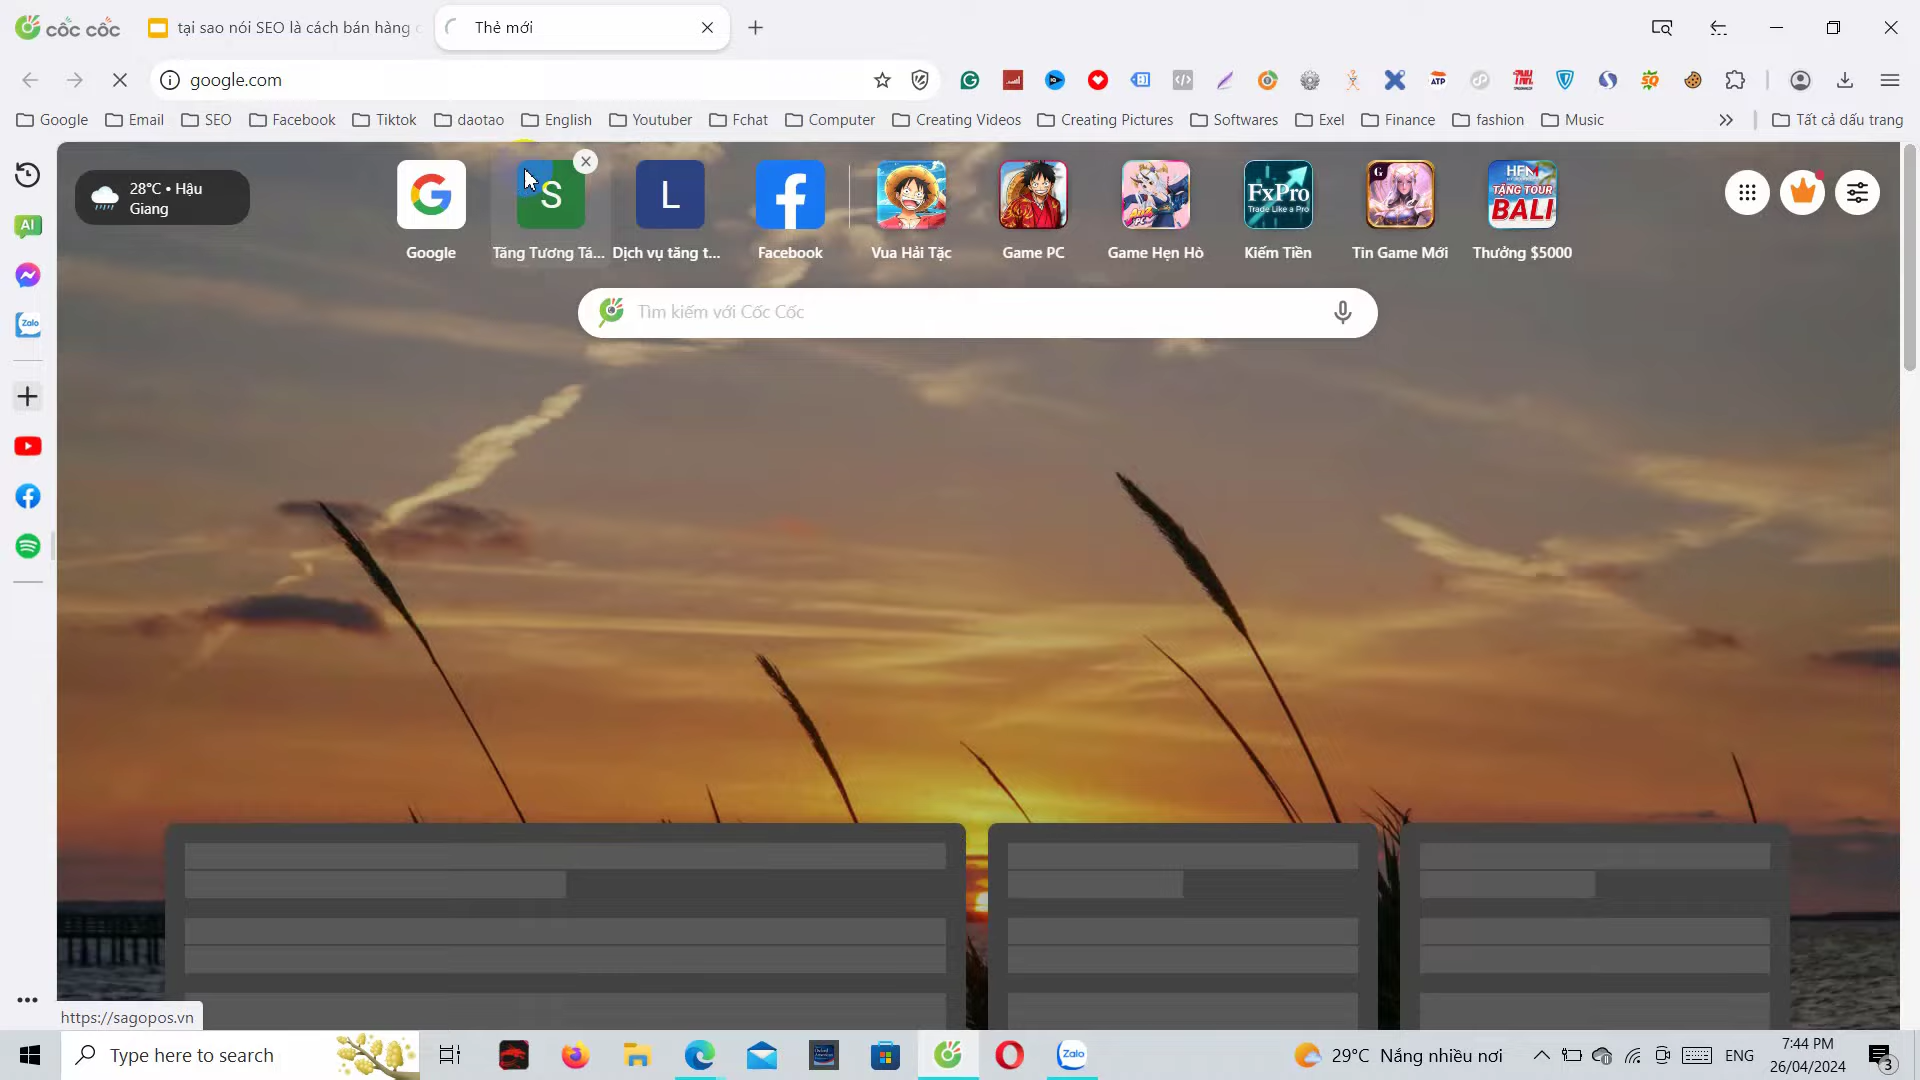 cốc cốc
tại sao nói SEO là cách bán hàng c
Thẻ mới
google.com
Google
Email
SEO
Facebook
Tiktok
daotao
English
Youtuber
Fchat
Computer
Creating Videos
Creating Pictures
Softwares
Exel
Finance
fashion
Music
Tất cả dấu trang
28°C • Hậu
Giang
AI
Zalo
G
S
L
FxPro
Trade Like a Pro
G
HFM
TẶNG TOUR
BALI
Google
Tăng Tương Tá...
Dịch vụ tăng t...
Facebook
Vua Hải Tặc
Game PC
Game Hẹn Hò
Kiếm Tiền
Tin Game Mới
Thưởng $5000
Tìm kiếm với Cốc Cốc
https://sagopos.vn
Type here to search
Zalo
29°C Nắng nhiều nơi
ENG
7:44 PM
26/04/2024
3